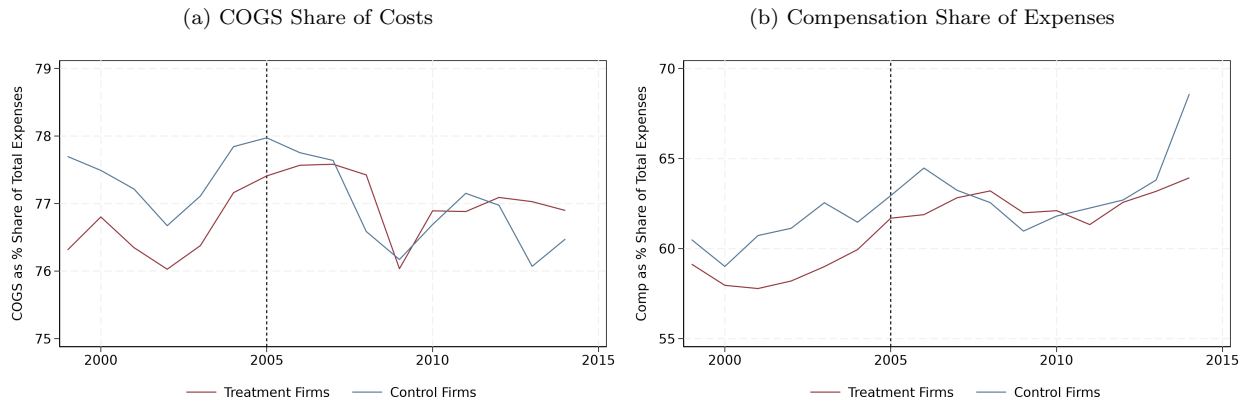 (a) COGS Share of Costs
COGS as % Share of Total Expenses
79
78
77
76
75
2000
2005
2010
2015
Treatment Firms
Control Firms
(b) Compensation Share of Expenses
Comp as % Share of Total Expenses
70
65
60
55
2000
2005
2010
2015
Treatment Firms
Control Firms